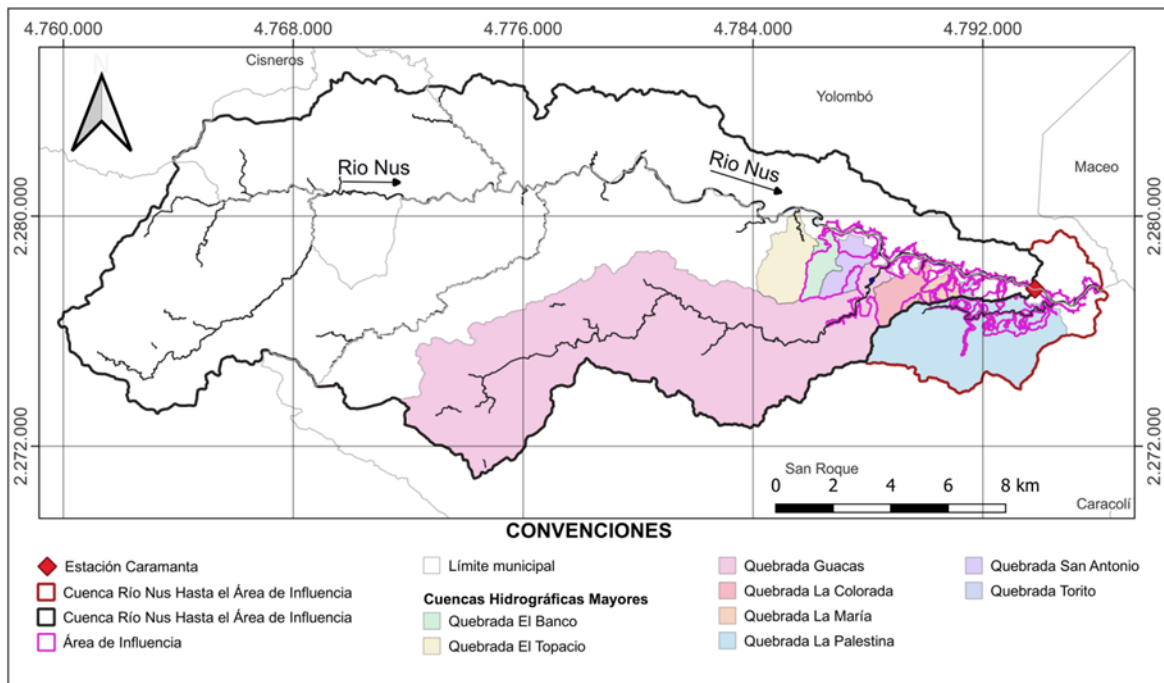 4.760.000 4.768.000 4.776.000 4.784.000 4.792.000
N
Cisneros
Yolombó
Maceo
Rio Nus
Rio Nus
2.280.000 2.280.000
2.272.000 2.272.000
San Roque
0 2 4 6 8 km
Caracolí
CONVENCIONES
Estación Caramanta
Cuenca Río Nus Hasta el Área de Influencia
Cuenca Río Nus Hasta el Área de Influencia
Área de Influencia
Límite municipal
Cuencas Hidrográficas Mayores
Quebrada El Banco
Quebrada El Topacio
Quebrada Guacas
Quebrada La Colorada
Quebrada La María
Quebrada La Palestina
Quebrada San Antonio
Quebrada Torito